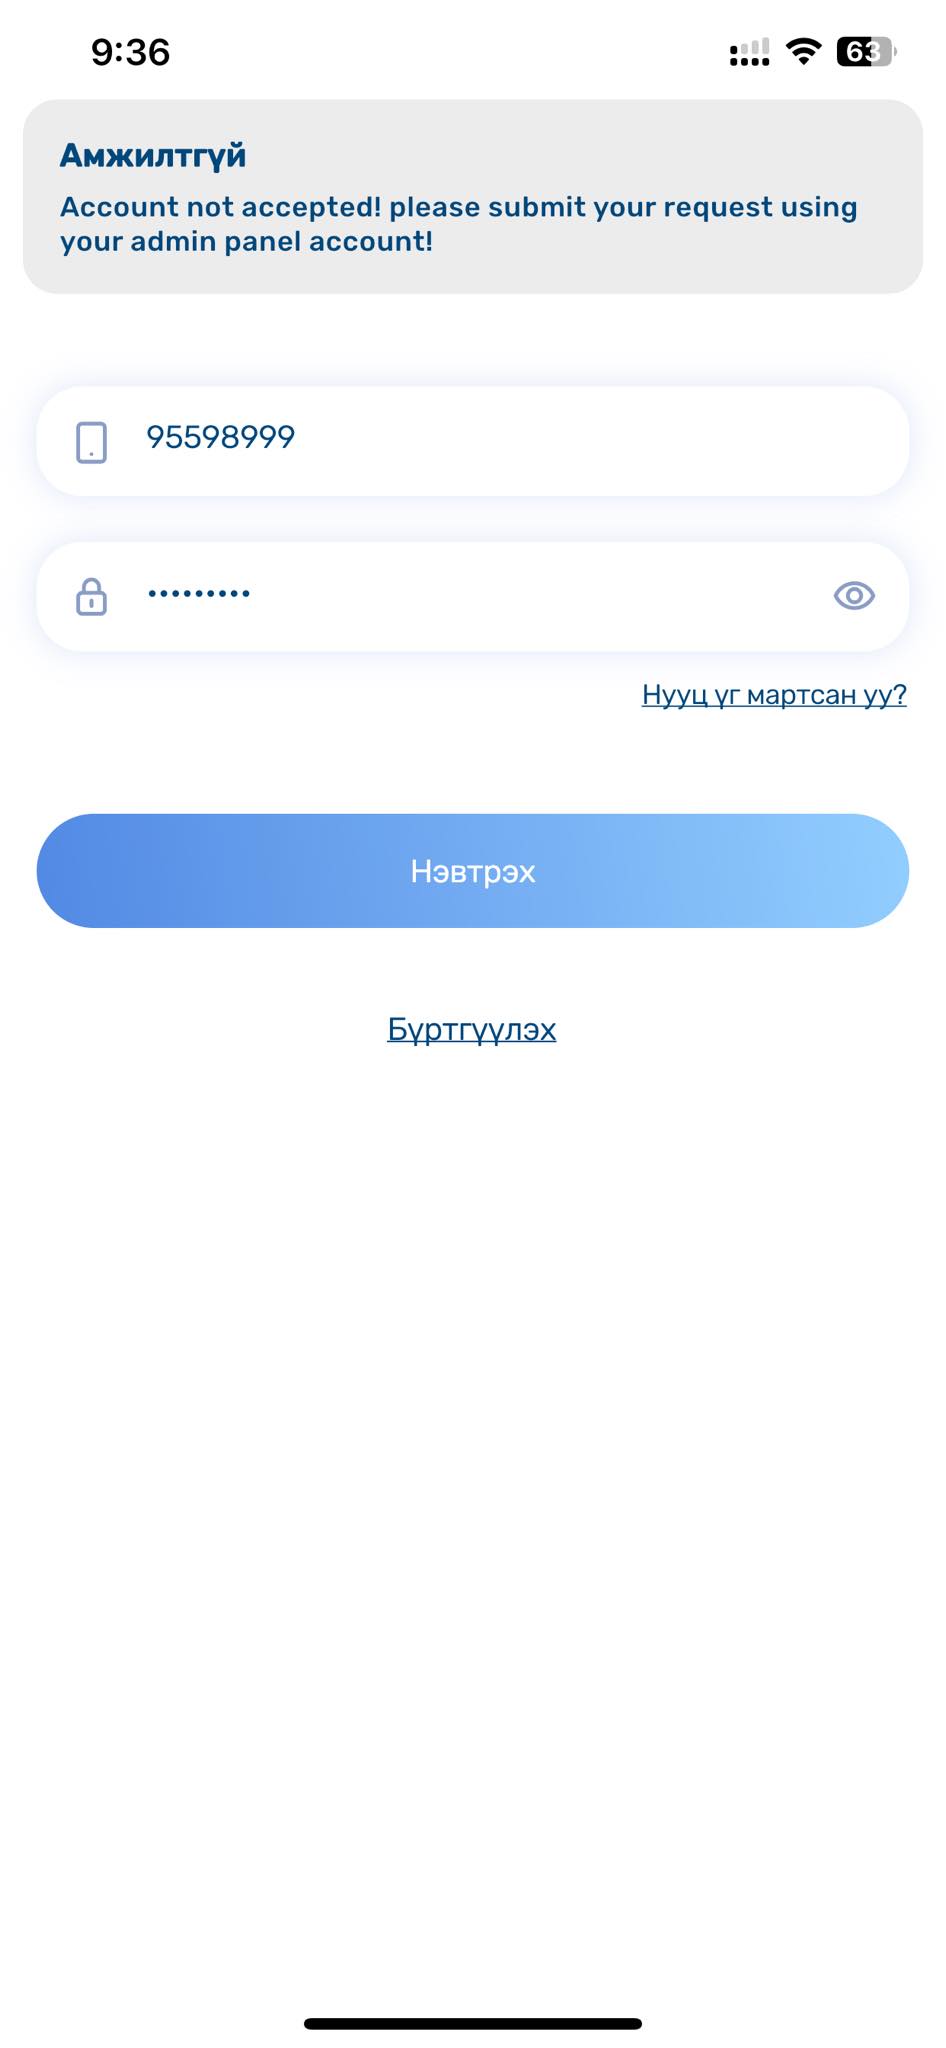 9:36
63
Амжилтгүй
Account not accepted! please submit your request using
your admin panel account!
95598999
•••••••••
Нууц үг мартсан уу?
Нэвтрэх
Бүртгүүлэх